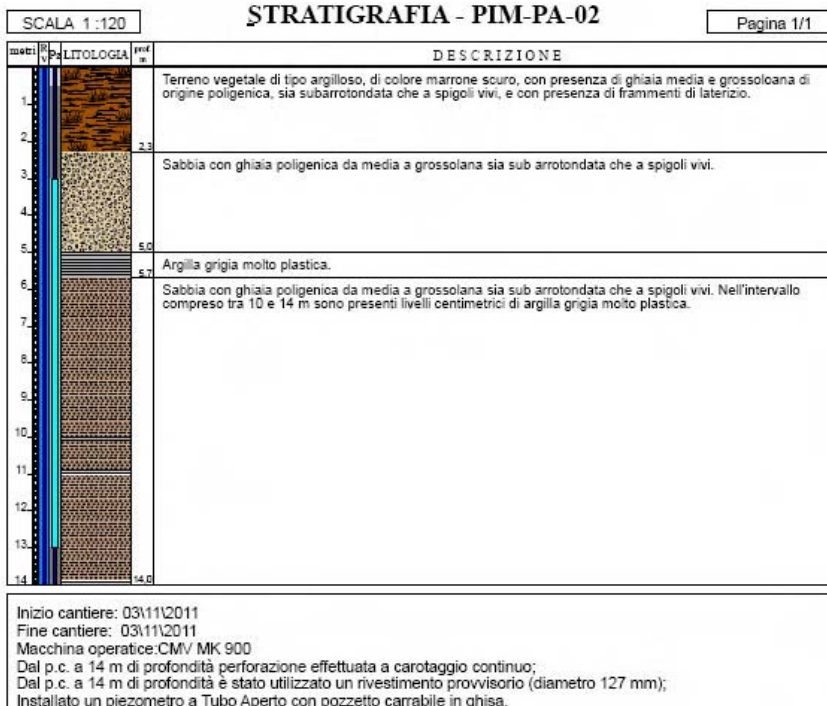 SCALA 1:120
STRATIGRAFIA - PIM-PA-02
Pagina 1/1
metri R v Pz LITOLOGIA prof. m DESCRIZIONE
Terreno vegetale di tipo argilloso, di colore marrone scuro, con presenza di ghiaia media e grossoloana di
origine poligenica, sia subarrotondata che a spigoli vivi, e con presenza di frammenti di laterizio.
1
2
2,3
Sabbia con ghiaia poligenica da media a grossolana sia sub arrotondata che a spigoli vivi.
3
4
5
5,0
Argilla grigia molto plastica.
5,7
Sabbia con ghiaia poligenica da media a grossolana sia sub arrotondata che a spigoli vivi. Nell'intervallo
compreso tra 10 e 14 m sono presenti livelli centimetrici di argilla grigia molto plastica.
6
7
8
9
10
11
12
13
14
14,0
Inizio cantiere: 03\11\2011
Fine cantiere: 03\11\2011
Macchina operatice:CMV MK 900
Dal p.c. a 14 m di profondità perforazione effettuata a carotaggio continuo;
Dal p.c. a 14 m di profondità è stato utilizzato un rivestimento provvisorio (diametro 127 mm);
Installato un piezometro a Tubo Aperto con pozzetto carrabile in ghisa.